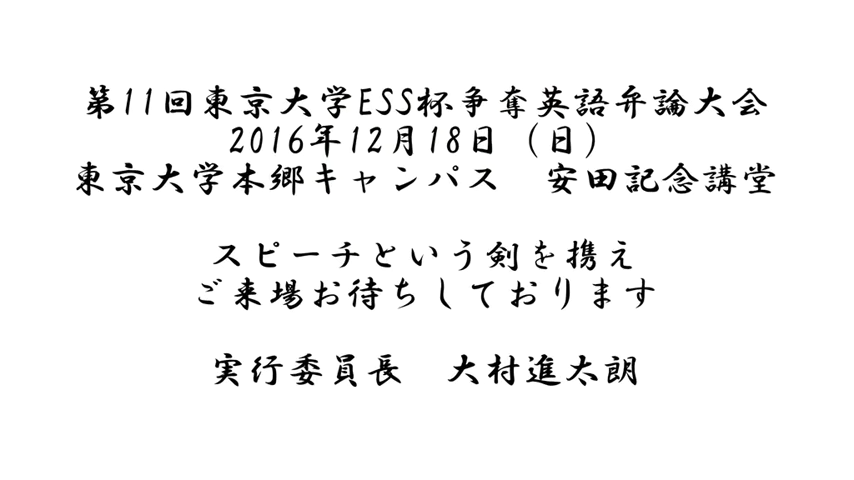 第11回東京大学ESS杯争奪英語弁論大会
2016年12月18日（日）
東京大学本郷キャンパス　安田記念講堂
スピーチという剣を携え
ご来場お待ちしております
実行委員長　大村進太朗